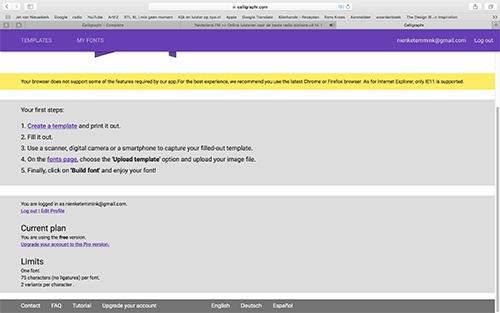 calligraphr.com
Jet van Nieuwkerk radio YouTube ArtEZ RTL XL | mis geen moment Kijk en luister op npo.nl Apple Google Translate Allerhande - Recepten Rens Kroes Aanmelder woordenboek The Design Bl...n inspiration
Calligraphr - Complete
Nederland.FM >> Online luisteren naar de beste radio stations uit N
Calligraphr
TEMPLATES MY FONTS nienketemmink@gmail.com Log out
Your browser does not support some of the features required by our app.For the best experience, we recommend you use the latest Chrome or Firefox browser. As for Internet Explorer, only IE11 is supported.
Your first steps:
1. Create a template and print it out.
2. Fill it out.
3. Use a scanner, digital camera or a smartphone to capture your filled-out template.
4. On the fonts page, choose the 'Upload template' option and upload your image file.
5. Finally, click on 'Build font' and enjoy your font!
You are logged in as nienketemmink@gmail.com.
Log out | Edit Profile
Current plan
You are using the free version.
Upgrade your account to the Pro version.
Limits
One font
75 characters (no ligatures) per font.
2 variants per character .
Contact FAQ Tutorial Upgrade your account English Deutsch Español